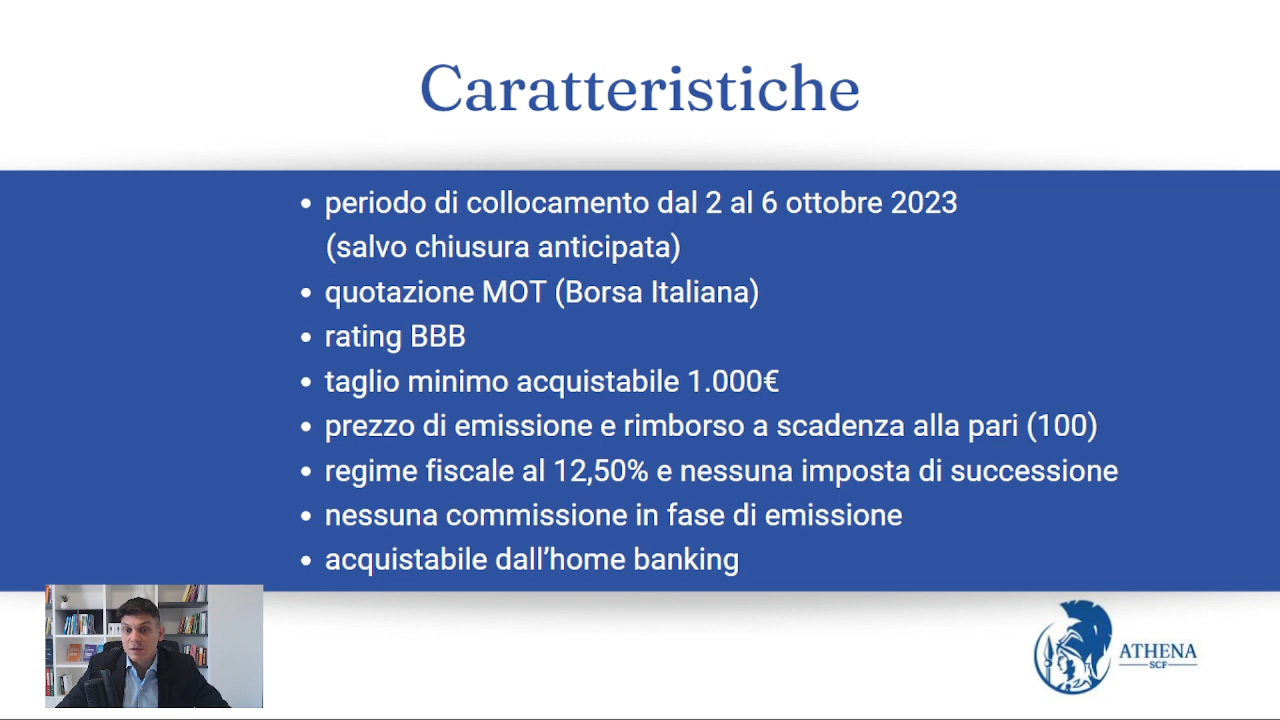 Caratteristiche
• periodo di collocamento dal 2 al 6 ottobre 2023
(salvo chiusura anticipata)
• quotazione MOT (Borsa Italiana)
• rating BBB
• taglio minimo acquistabile 1.000€
• prezzo di emissione e rimborso a scadenza alla pari (100)
• regime fiscale al 12,50% e nessuna imposta di successione
• nessuna commissione in fase di emissione
• acquistabile dall’home banking
ATHENA
SCF